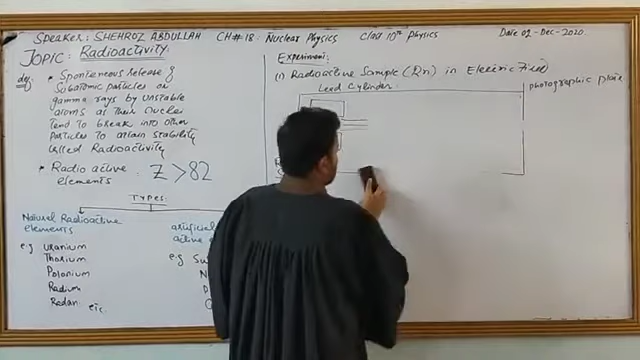 Speaker: SHEHROZ ABDULLAH CH#18: Nuclear Physics Class 10th Physics Date 02-Dec-2020.
TOPIC: Radioactivity.
def
• Spontaneous release of
Subatomic particles or
gamma rays by unstable
atoms as their nuclei
tend to break into other
particles to attain stability
called Radioactivity
• Radio active
elements = Z > 82
TYPES:
Natural Radioactive
elements
e.g Uranium
Thorium
Polonium
Radium
Radan. etc.
artificial
active
e.g
Experiment:
(1) Radioactive Sample (Rn) in Electric Field
Lead Cylinder
photographic plate